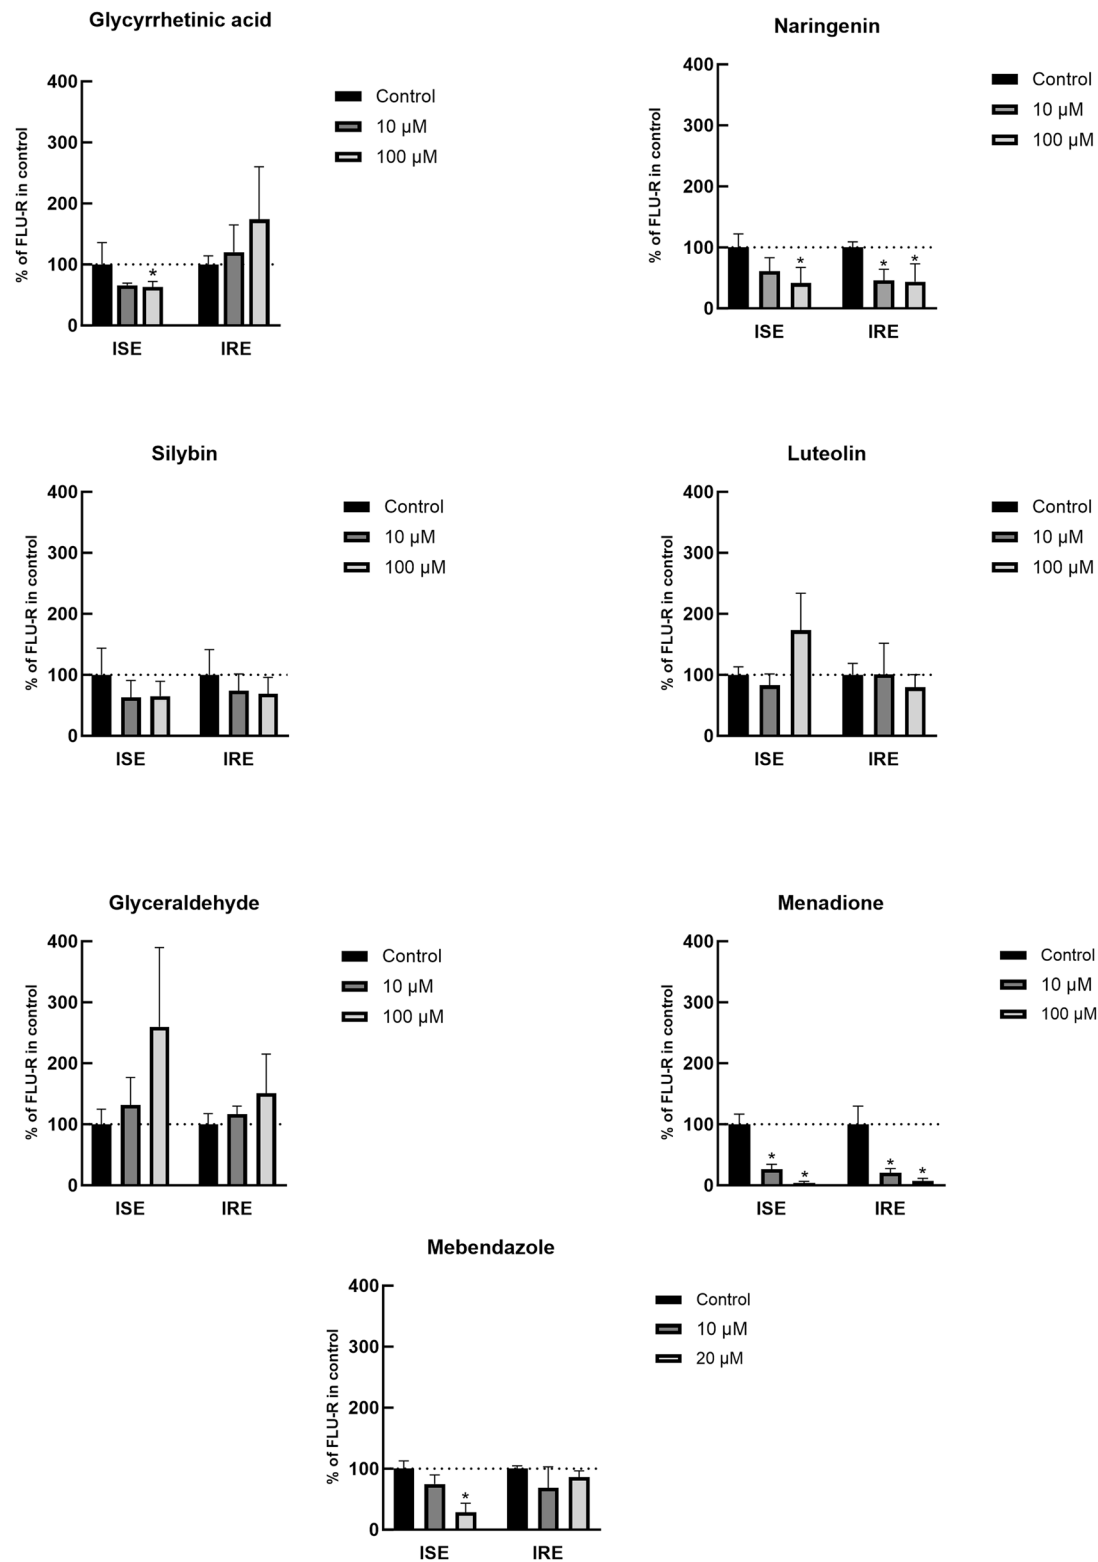 Glycyrrhetinic acid
% of FLU-R in control
400
300
200
100
0
*
ISE
IRE
Control
10 µM
100 µM
Naringenin
% of FLU-R in control
400
300
200
100
0
*
*
*
ISE
IRE
Control
10 µM
100 µM
Silybin
% of FLU-R in control
400
300
200
100
0
ISE
IRE
Control
10 µM
100 µM
Luteolin
% of FLU-R in control
400
300
200
100
0
ISE
IRE
Control
10 µM
100 µM
Glyceraldehyde
% of FLU-R in control
400
300
200
100
0
ISE
IRE
Control
10 µM
100 µM
Menadione
% of FLU-R in control
400
300
200
100
0
*
*
*
*
ISE
IRE
Control
10 µM
100 µM
Mebendazole
% of FLU-R in control
400
300
200
100
0
*
ISE
IRE
Control
10 µM
20 µM